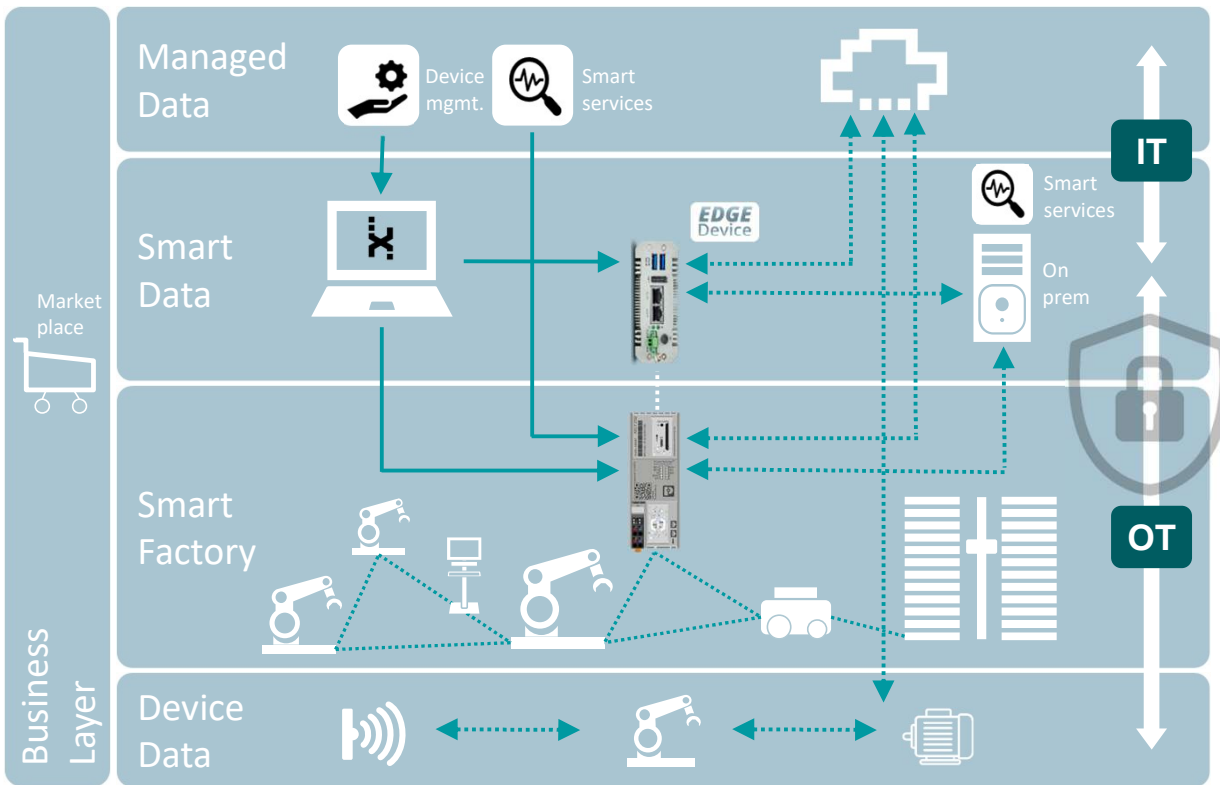 Managed
Data
Device
mgmt.
Smart
services
IT
Smart
services
EDGE
Device
Smart
Data
On
prem
Market
place
Smart
Factory
OT
Business
Layer
Device
Data